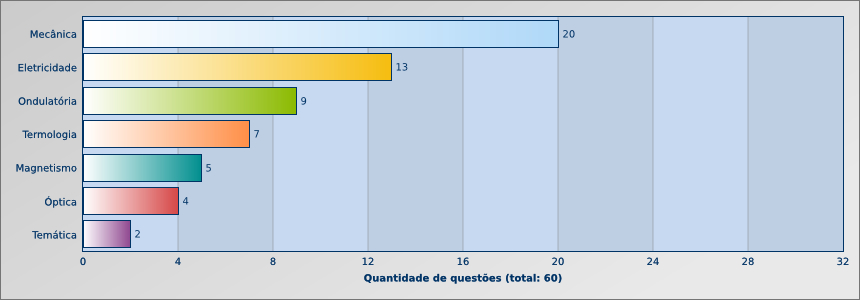 Mecânica 20
Eletricidade 13
Ondulatória 9
Termologia 7
Magnetismo 5
Óptica 4
Temática 2
0 4 8 12 16 20 24 28 32
Quantidade de questões (total: 60)